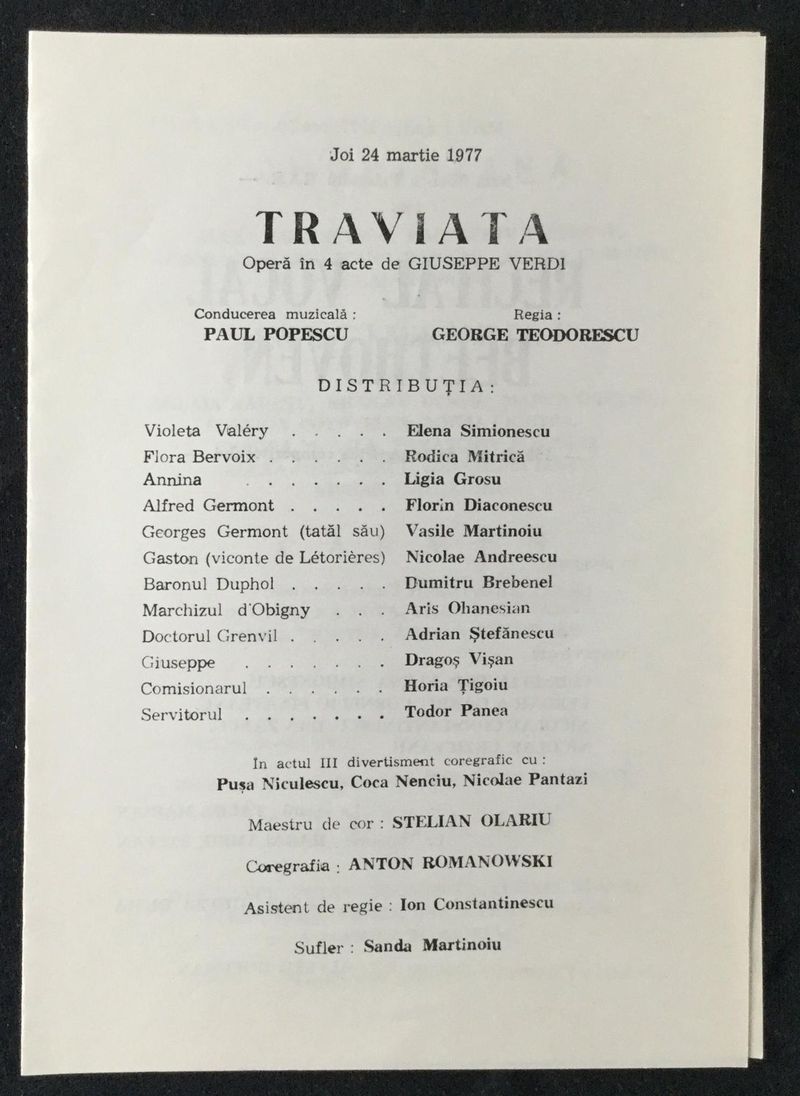 Joi 24 martie 1977
TRAVIATA
Operă în 4 acte de GIUSEPPE VERDI
Conducerea muzicală : Regia :
PAUL POPESCU GEORGE TEODORESCU
DISTRIBUȚIA :
Violeta Valéry . . . . . Elena Simionescu
Flora Bervoix . . . . . . Rodica Mitrică
Annina . . . . . . . Ligia Grosu
Alfred Germont . . . . . Florin Diaconescu
Georges Germont (tatăl său) Vasile Martinoiu
Gaston (viconte de Létorières) Nicolae Andreescu
Baronul Duphol . . . . . Dumitru Brebenel
Marchizul d'Obigny . . . Aris Ohanesian
Doctorul Grenvil . . . . . Adrian Ștefănescu
Giuseppe . . . . . . . Dragoș Vișan
Comisionarul . . . . . . Horia Țigoiu
Servitorul . . . . . . . Todor Panea
În actul III divertisment coregrafic cu :
Pușa Niculescu, Coca Nenciu, Nicolae Pantazi
Maestru de cor : STELIAN OLARIU
Coregrafia : ANTON ROMANOWSKI
Asistent de regie : Ion Constantinescu
Sufler : Sanda Martinoiu